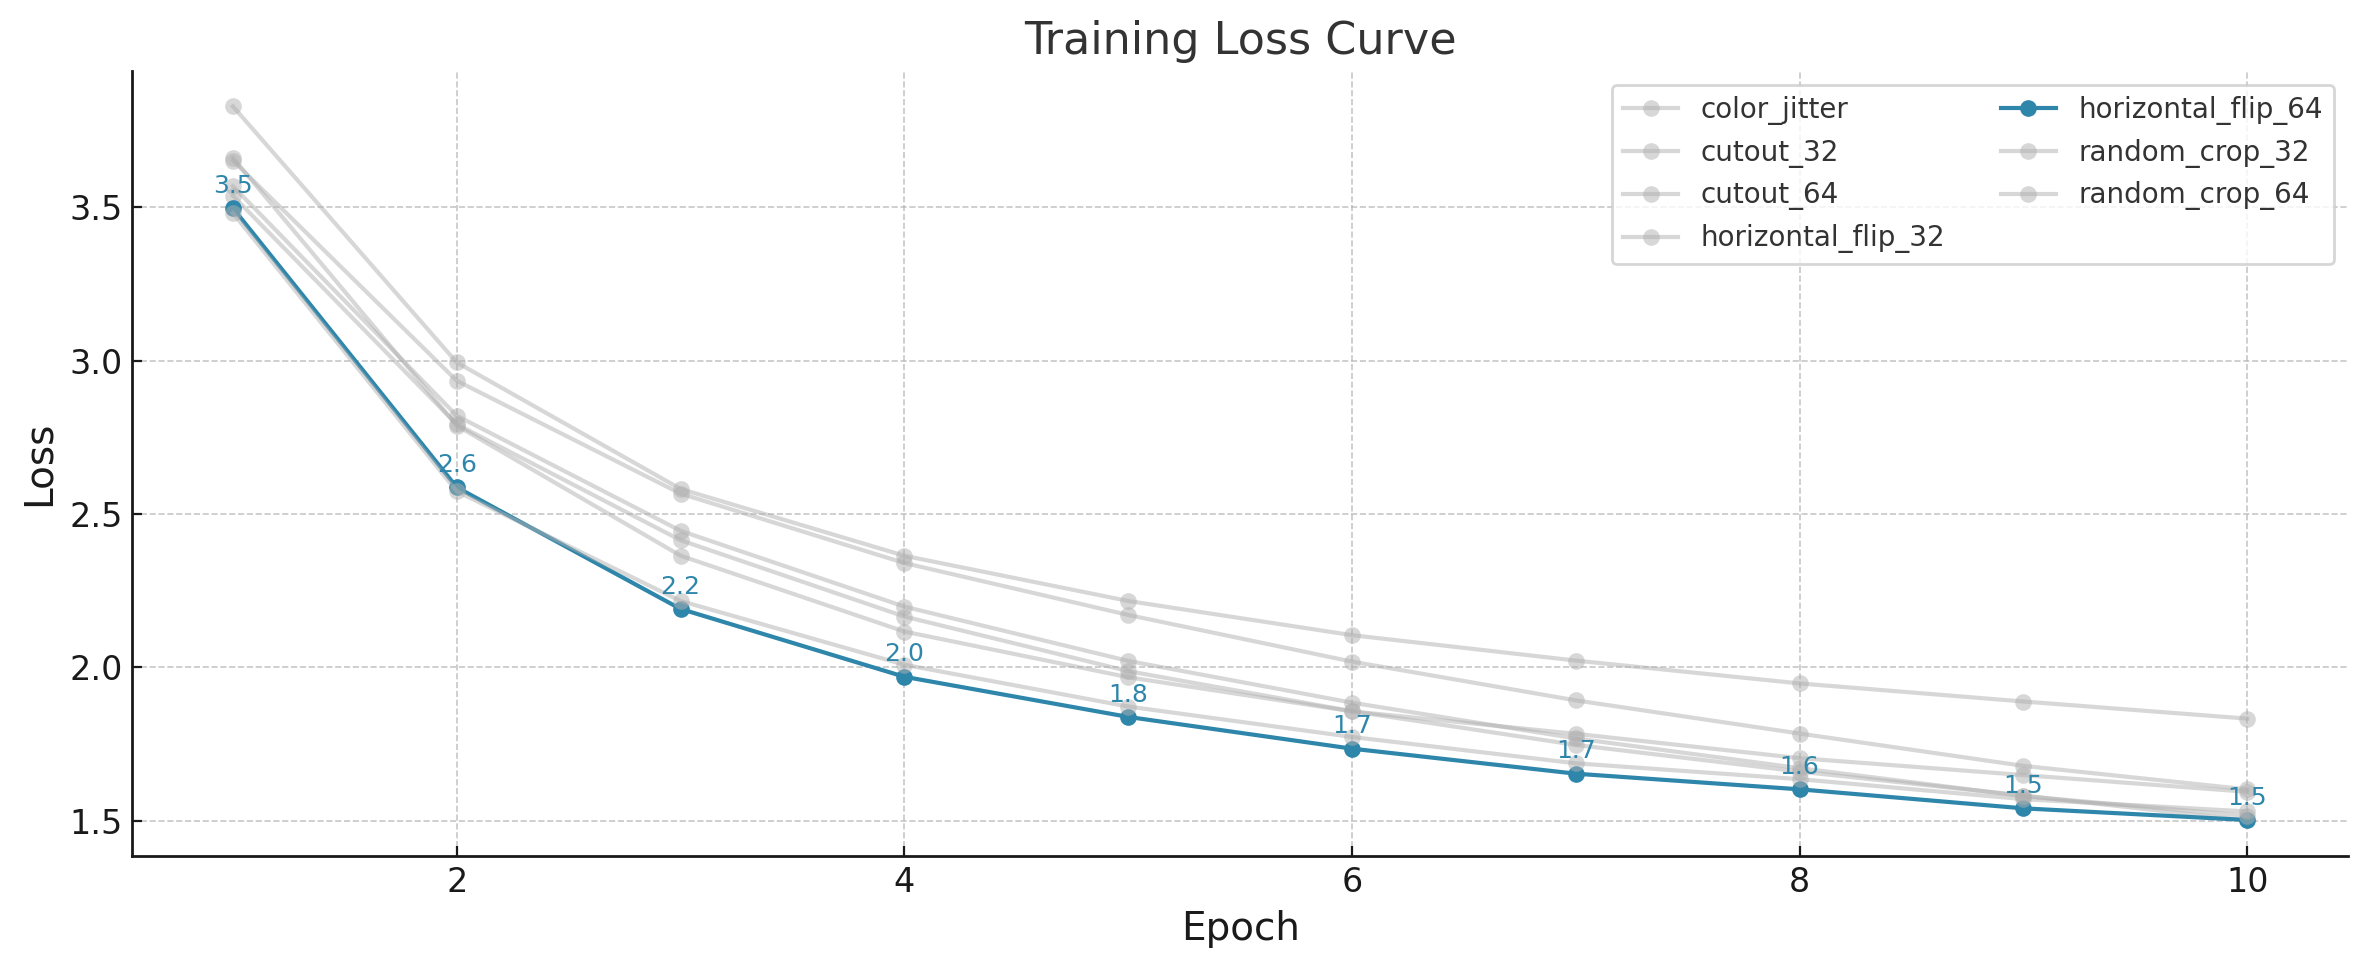 Training Loss Curve
color_jitter
cutout_32
cutout_64
horizontal_flip_32
horizontal_flip_64
random_crop_32
random_crop_64
Loss
3.5
3.0
2.5
2.0
1.5
3.5
2.6
2.2
2.0
1.8
1.7
1.7
1.6
1.5
1.5
2 4 6 8 10
Epoch